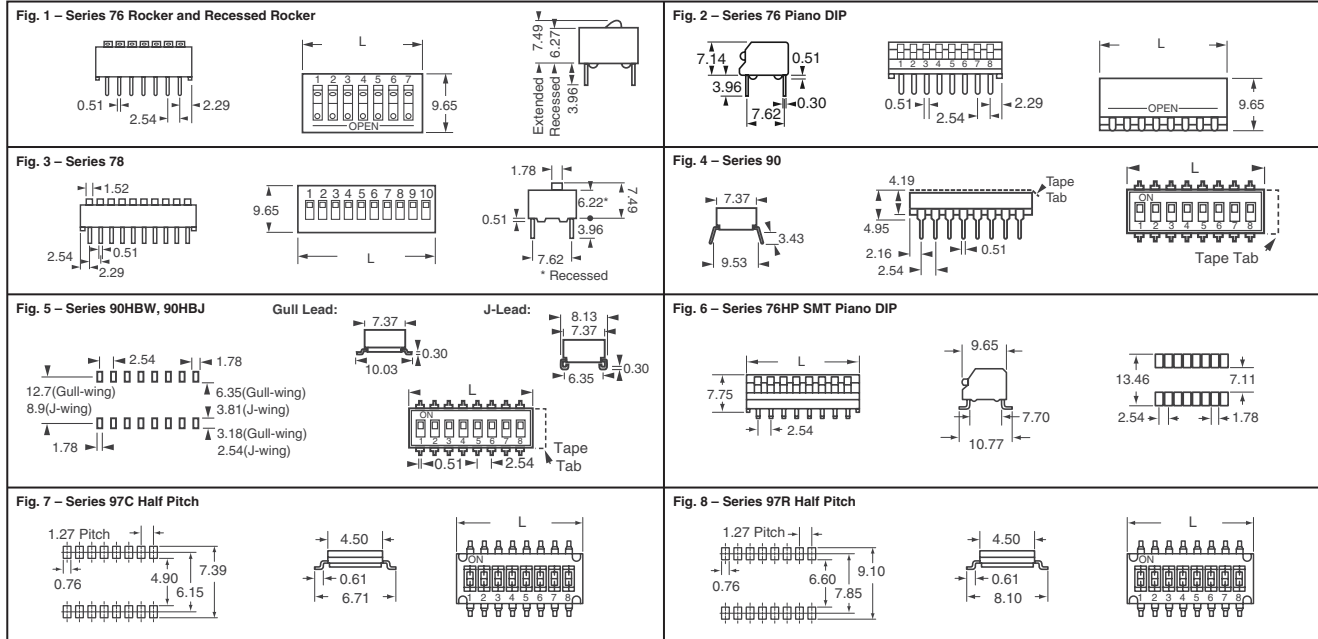 Fig. 1 – Series 76 Rocker and Recessed Rocker
L
7.49
6.27
1 2 3 4 5 6 7
9.65
OPEN
0.51
2.29
2.54
Extended
Recessed
3.96
Fig. 2 – Series 76 Piano DIP
7.14
0.51
3.96
0.30
7.62
1 2 3 4 5 6 7 8
0.51
2.29
2.54
L
OPEN
9.65
Fig. 3 – Series 78
1.52
2.54
0.51
2.29
9.65
1 2 3 4 5 6 7 8 9 10
L
1.78
6.22*
7.49
0.51
3.96
7.62
* Recessed
Fig. 4 – Series 90
7.37
3.43
9.53
4.19
Tape
Tab
4.95
2.16
0.51
2.54
L
ON
1 2 3 4 5 6 7 8
Tape Tab
Fig. 5 – Series 90HBW, 90HBJ
Gull Lead:
J-Lead:
7.37
0.30
10.03
8.13
7.37
0.30
6.35
2.54
1.78
12.7(Gull-wing)
8.9(J-wing)
6.35(Gull-wing)
3.81(J-wing)
3.18(Gull-wing)
2.54(J-wing)
1.78
L
ON
1 2 3 4 5 6 7 8
Tape
Tab
0.51
2.54
Fig. 6 – Series 76HP SMT Piano DIP
L
7.75
2.54
9.65
7.70
10.77
13.46
7.11
2.54
1.78
Fig. 7 – Series 97C Half Pitch
1.27 Pitch
0.76
4.90
6.15
7.39
4.50
0.61
6.71
L
ON
1 2 3 4 5 6 7 8
Fig. 8 – Series 97R Half Pitch
1.27 Pitch
0.76
6.60
7.85
9.10
4.50
0.61
8.10
L
ON
1 2 3 4 5 6 7 8